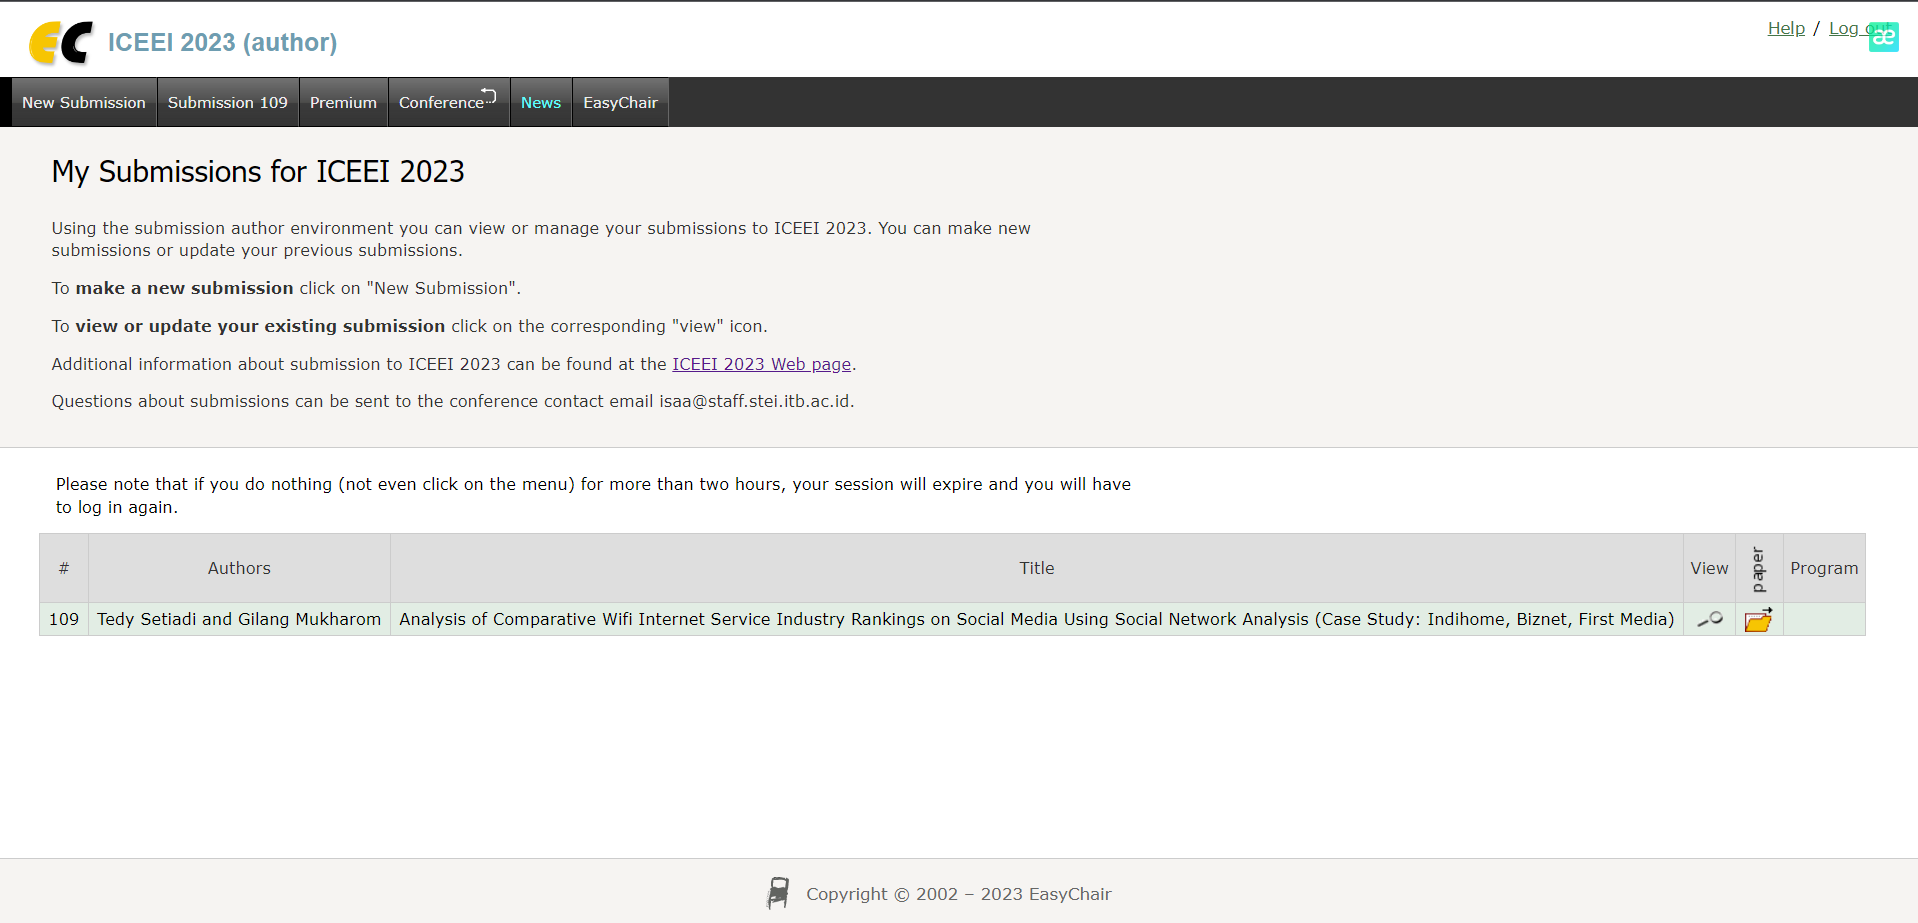 EC ICEEI 2023 (author)
Help / Log out
æ
New Submission Submission 109 Premium Conference News EasyChair
My Submissions for ICEEI 2023
Using the submission author environment you can view or manage your submissions to ICEEI 2023. You can make new
submissions or update your previous submissions.
To make a new submission click on "New Submission".
To view or update your existing submission click on the corresponding "view" icon.
Additional information about submission to ICEEI 2023 can be found at the ICEEI 2023 Web page.
Questions about submissions can be sent to the conference contact email isaa@staff.stei.itb.ac.id.
Please note that if you do nothing (not even click on the menu) for more than two hours, your session will expire and you will have
to log in again.
# Authors Title View paper Program
109 Tedy Setiadi and Gilang Mukharom Analysis of Comparative Wifi Internet Service Industry Rankings on Social Media Using Social Network Analysis (Case Study: Indihome, Biznet, First Media)
Copyright © 2002 – 2023 EasyChair